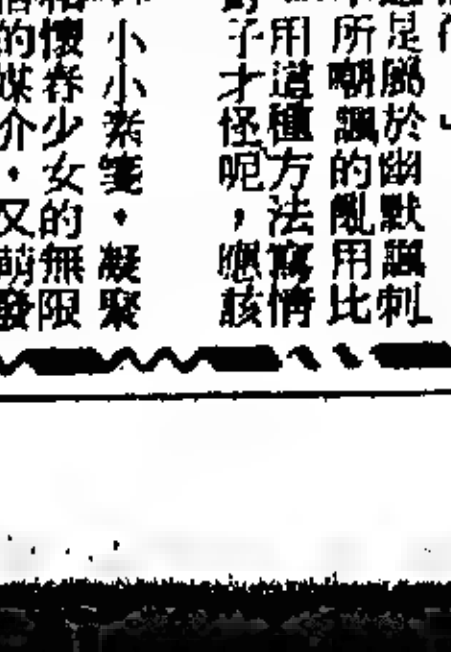 是屬於幽默諷刺
所嘲諷的亂用比
用這種方法寫情
子才怪呢，應該
小小素箋，凝聚
懷春少女的無限
的媒介，又萌發